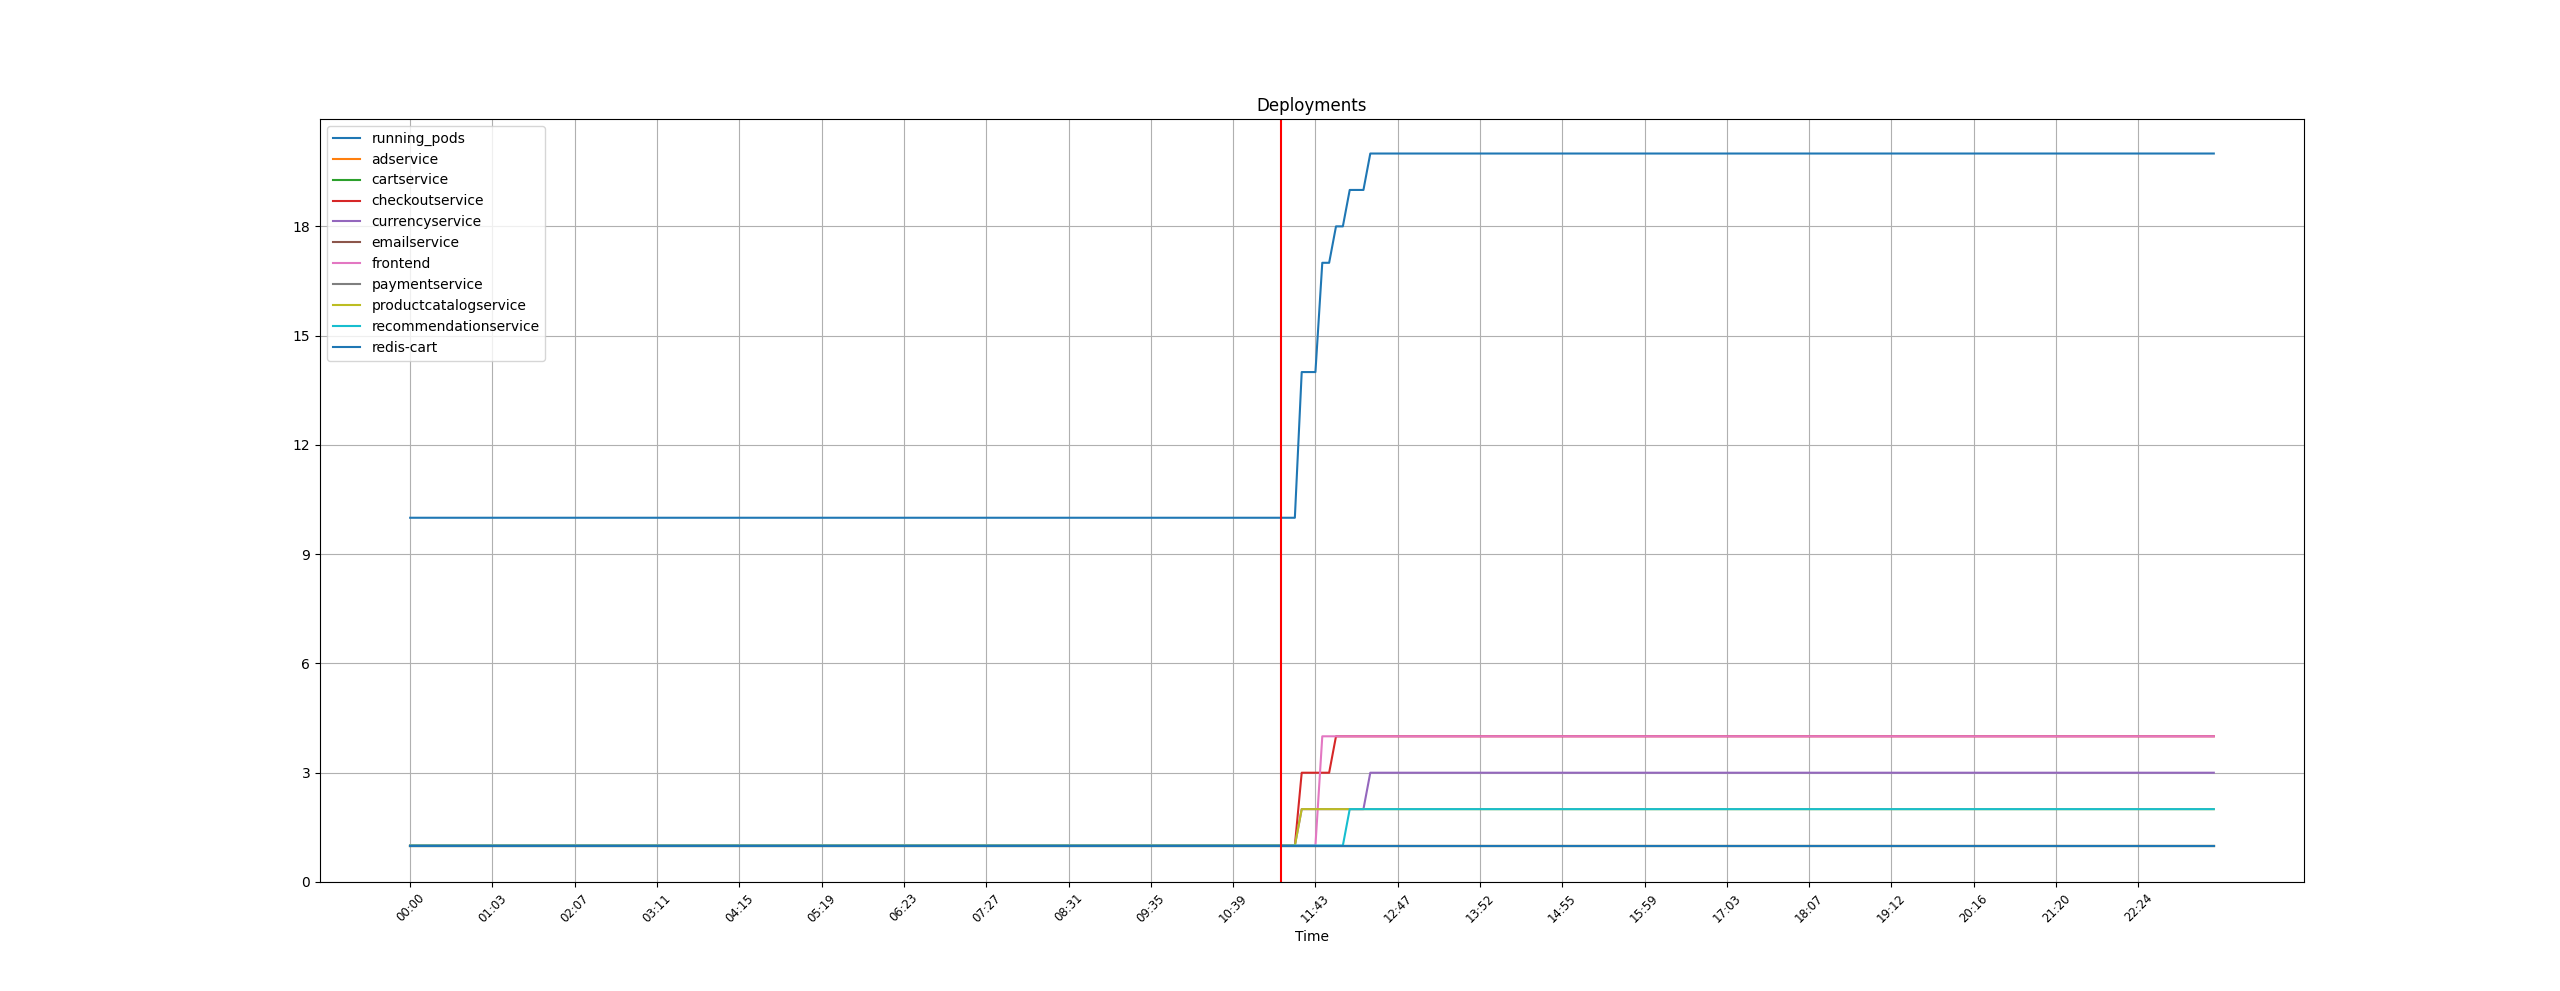 Deployments
running_pods
adservice
cartservice
checkoutservice
currencyservice
emailservice
frontend
paymentservice
productcatalogservice
recommendationservice
redis-cart
18
15
12
9
6
3
0
00:00 01:03 02:07 03:11 04:15 05:19 06:23 07:27 08:31 09:35 10:39 11:43 12:47 13:52 14:55 15:59 17:03 18:07 19:12 20:16 21:20 22:24
Time